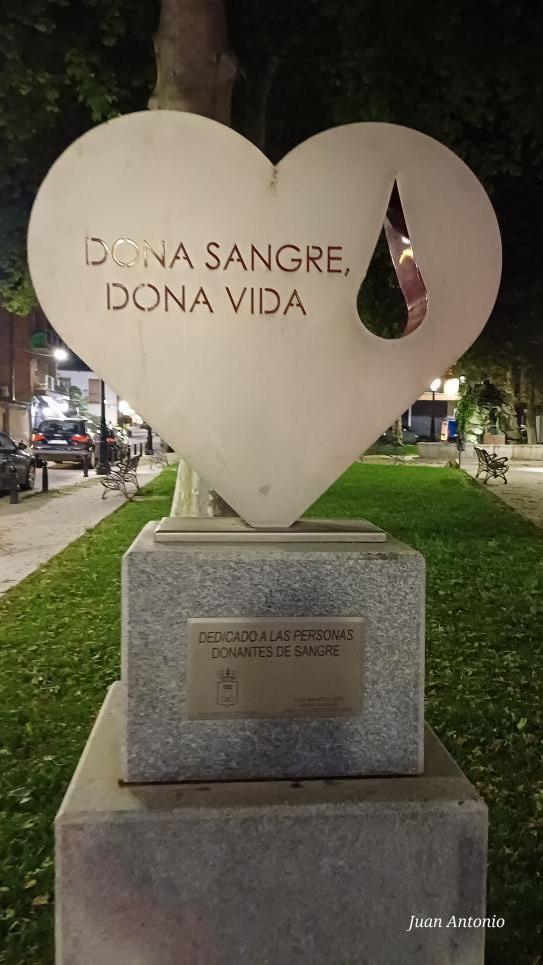 DONA SANGRE,
DONA VIDA
DEDICADO A LAS PERSONAS
DONANTES DE SANGRE
Juan Antonio